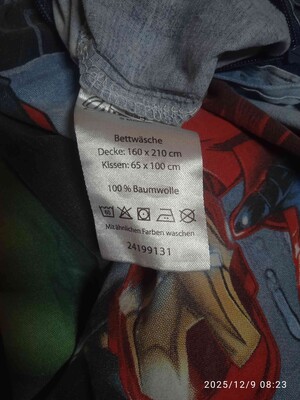 Bettwäsche
Decke: 160 x 210 cm
Kissen: 65 x 100 cm
100 % Baumwolle
Mit ähnlichen Farben waschen
24199131
2025/12/9 08:23